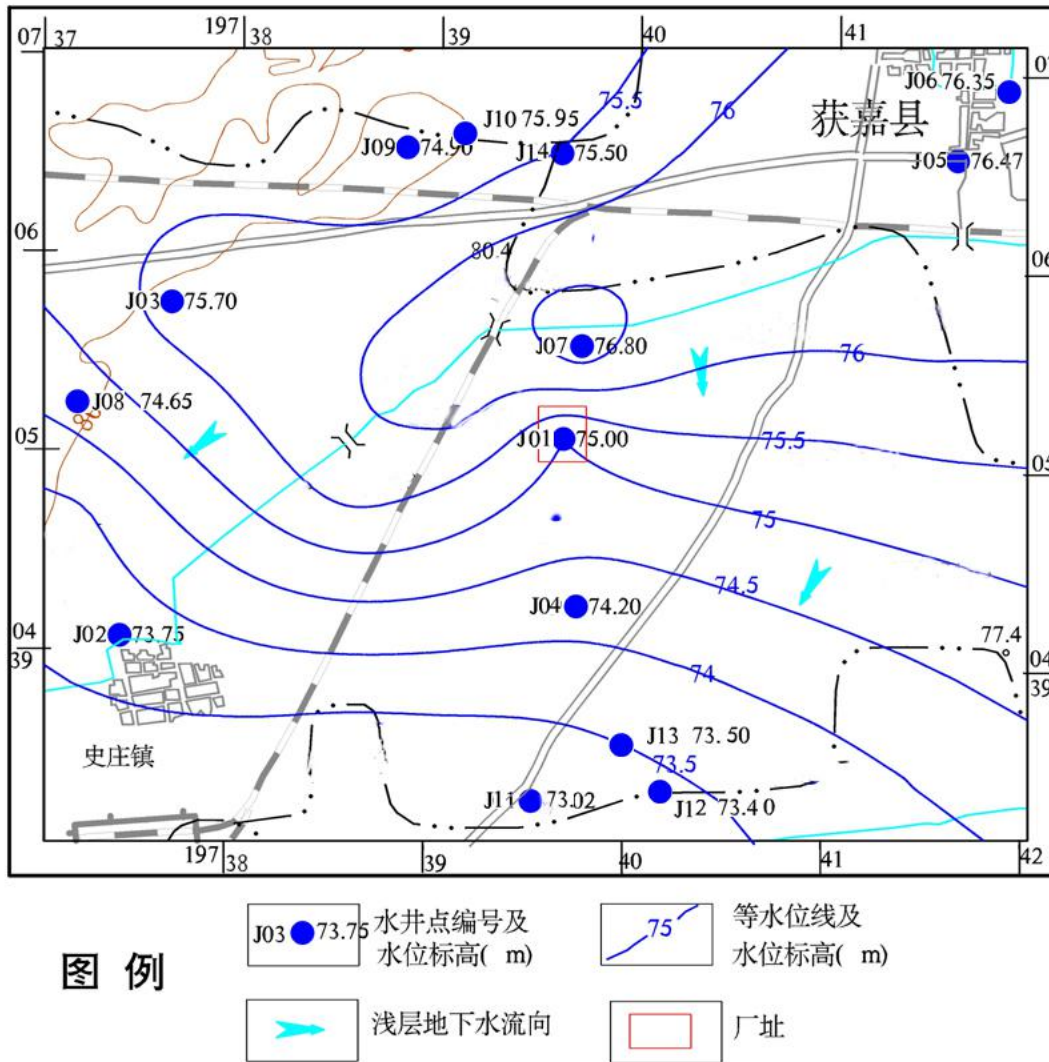 197
07 37 38 39 40 41
75.5
76
J06 76.35
获嘉县
J10 75.95
J09 74.90
J14 75.50
J05 76.47
06
80.4
06
J03 75.70
J07 76.80
76
J08 74.65
80
05
J01 75.00
75.5
05
75
74.5
J04 74.20
04
39
J02 73.75
77.4
74
04
39
J13 73.50
史庄镇
73.5
J11 73.02
J12 73.40
197 38 39 40 41 42
图 例
J03 73.75
水井点编号及
水位标高( m)
75
等水位线及
水位标高( m)
浅层地下水流向
厂址